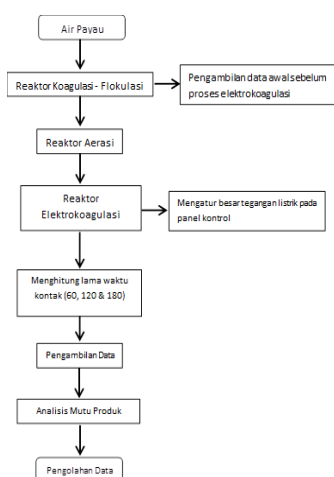 Air Payau
Reaktor Koagulasi - Flokulasi
Pengambilan data awal sebelum
proses elektrokoagulasi
Reaktor Aerasi
Reaktor
Elektrokoagulasi
Mengatur besar tegangan listrik pada
panel kontrol
Menghitung lama waktu
kontak (60, 120 & 180)
Pengambilan Data
Analisis Mutu Produk
Pengolahan Data